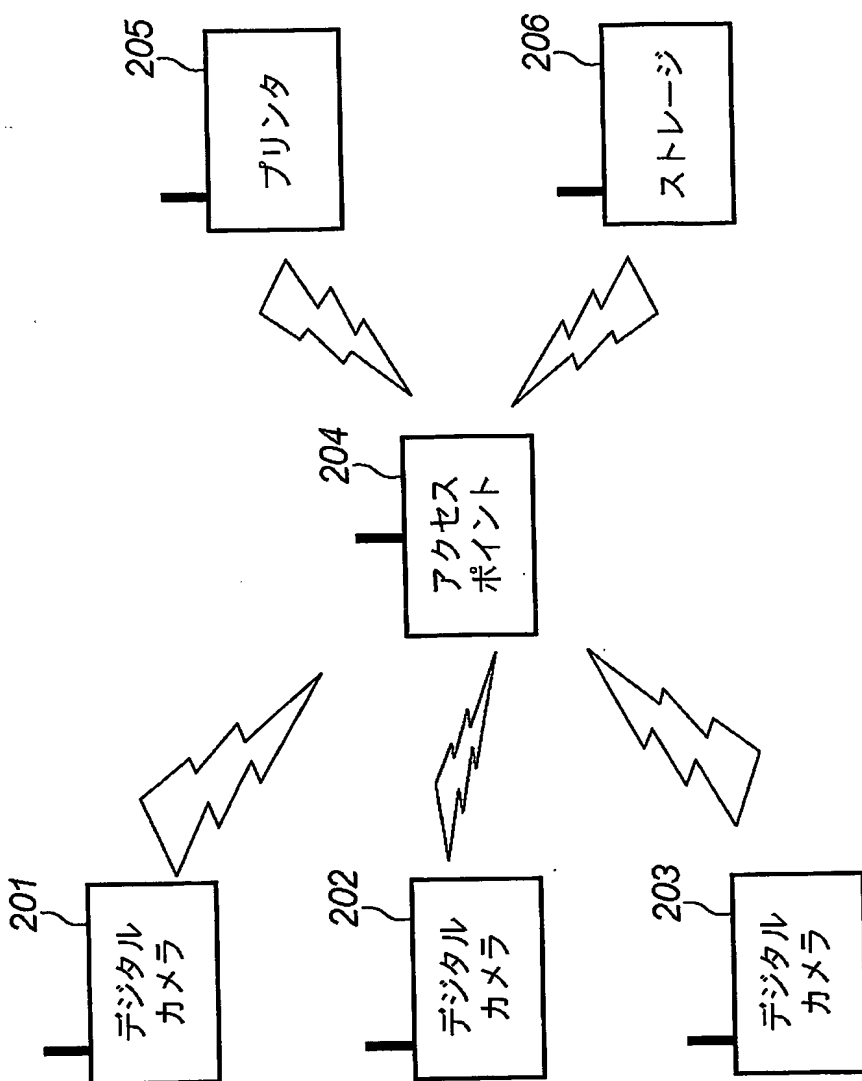 201
デジタル
カメラ
202
デジタル
カメラ
203
デジタル
カメラ
204
アクセス
ポイント
205
プリンタ
206
ストレージ